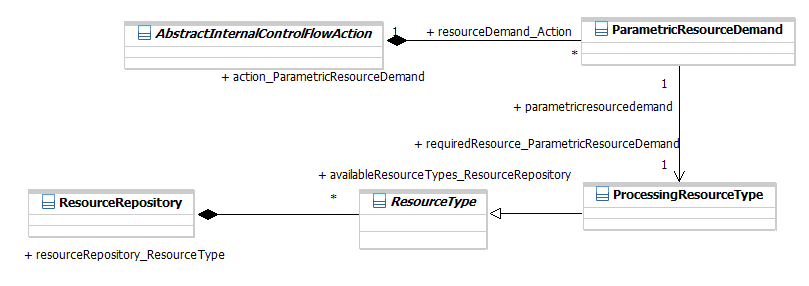 AbstractInternalControlFlowAction
1
+ resourceDemand_Action
ParametricResourceDemand
*
+ action_ParametricResourceDemand
1
+ parametricresourcedemand
+ requiredResource_ParametricResourceDemand
1
+ availableResourceTypes_ResourceRepository
*
ResourceRepository
ResourceType
ProcessingResourceType
+ resourceRepository_ResourceType